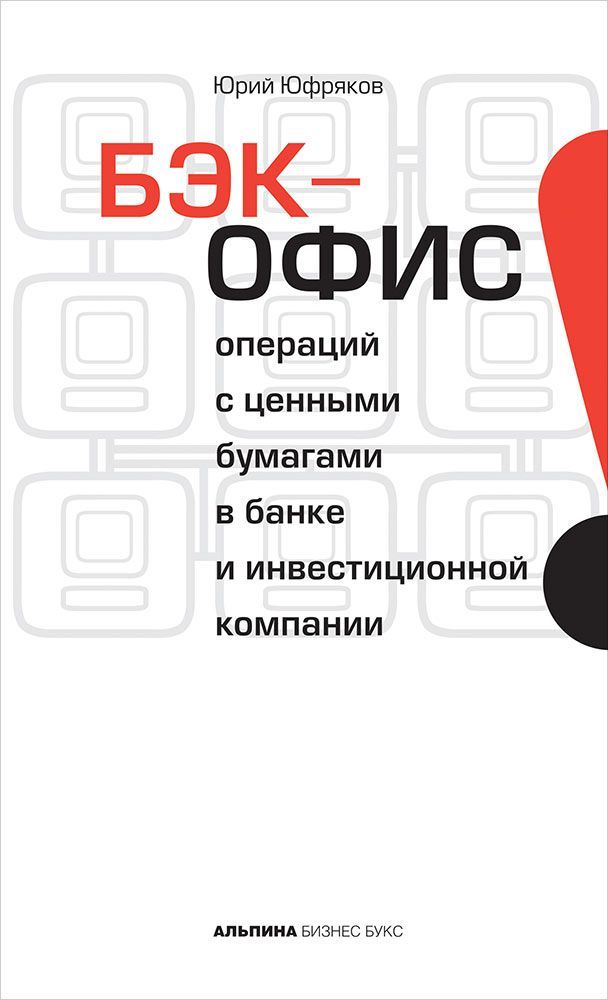 Юрий Юфряков
БЭК–
ОФИС
операций
с ценными
бумагами
в банке
и инвестиционной
компании
АЛЬПИНА БИЗНЕС БУКС